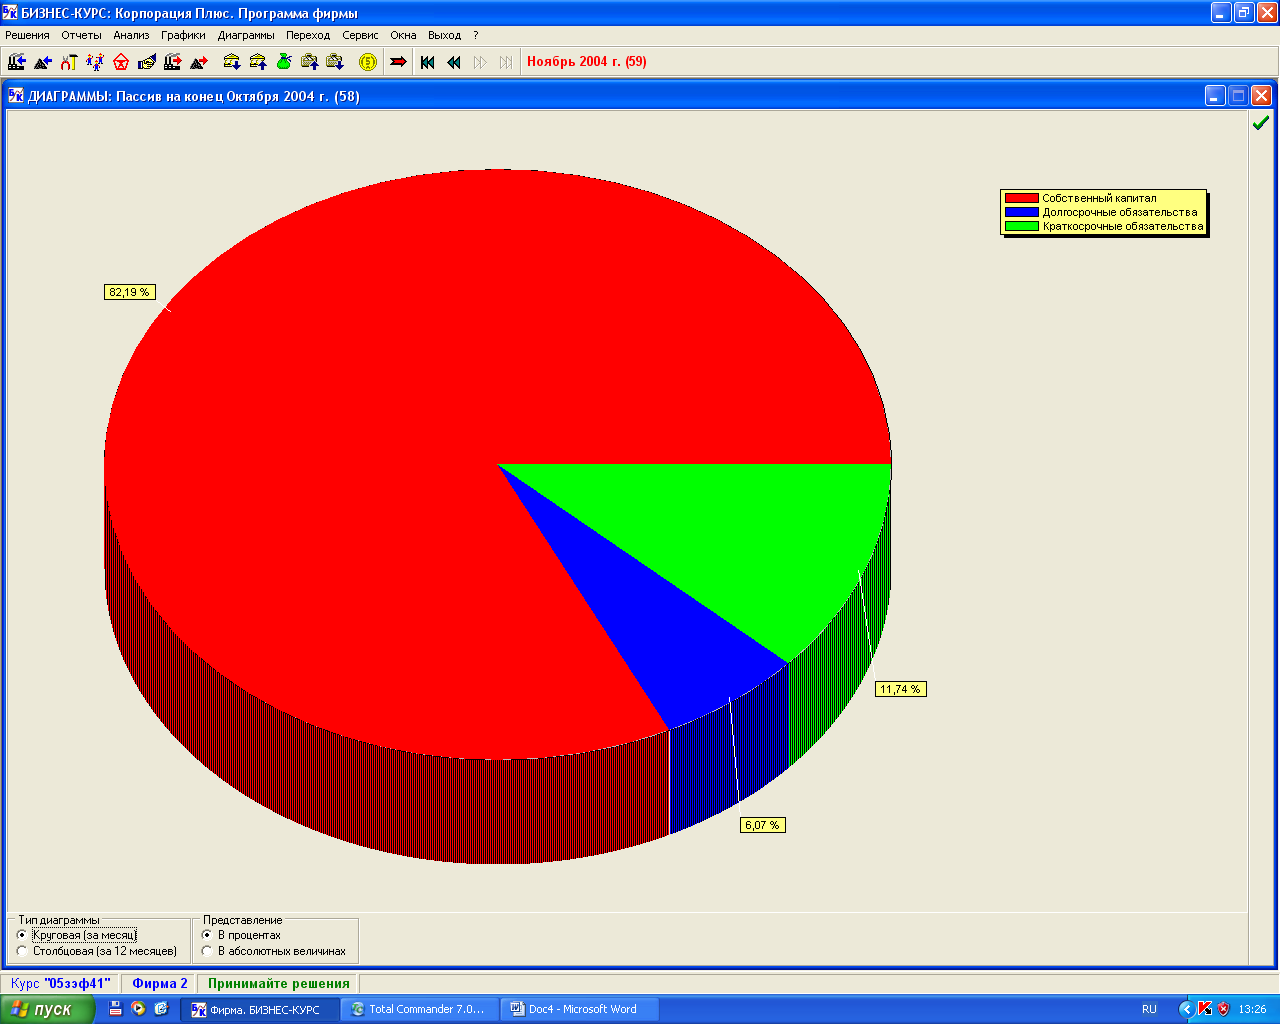 БИЗНЕС-КУРС: Корпорация Плюс. Программа фирмы
Решения Отчеты Анализ Графики Диаграммы Переход Сервис Окна Выход ?
Ноябрь 2004 г. (59)
ДИАГРАММЫ: Пассив на конец Октября 2004 г. (58)
Собственный капитал
Долгосрочные обязательства
Краткосрочные обязательства
82,19 %
11,74 %
6,07 %
Тип диаграммы
Круговая (за месяц)
Столбцовая (за 12 месяцев)
Представление
В процентах
В абсолютных величинах
Курс "05ззф41" Фирма 2 Принимайте решения
пуск Фирма. БИЗНЕС-КУРС Total Commander 7.0... Doc4 - Microsoft Word RU 13:26